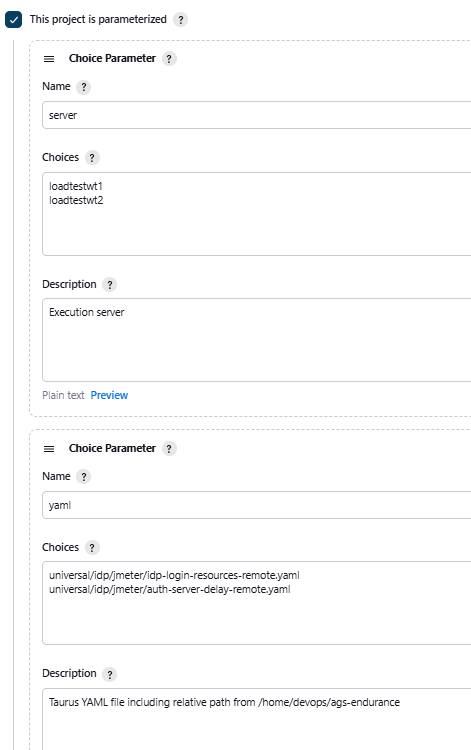 This project is parameterized ?
Choice Parameter ?
Name ?
server
Choices ?
loadtestwt1
loadtestwt2
Description ?
Execution server
Plain text Preview
Choice Parameter ?
Name ?
yaml
Choices ?
universal/idp/jmeter/idp-login-resources-remote.yaml
universal/idp/jmeter/auth-server-delay-remote.yaml
Description ?
Taurus YAML file including relative path from /home/devops/ags-endurance